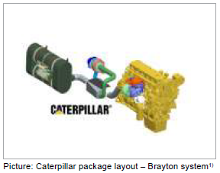 CATERPILLAR®
Picture: Caterpillar package layout – Brayton system¹⁾